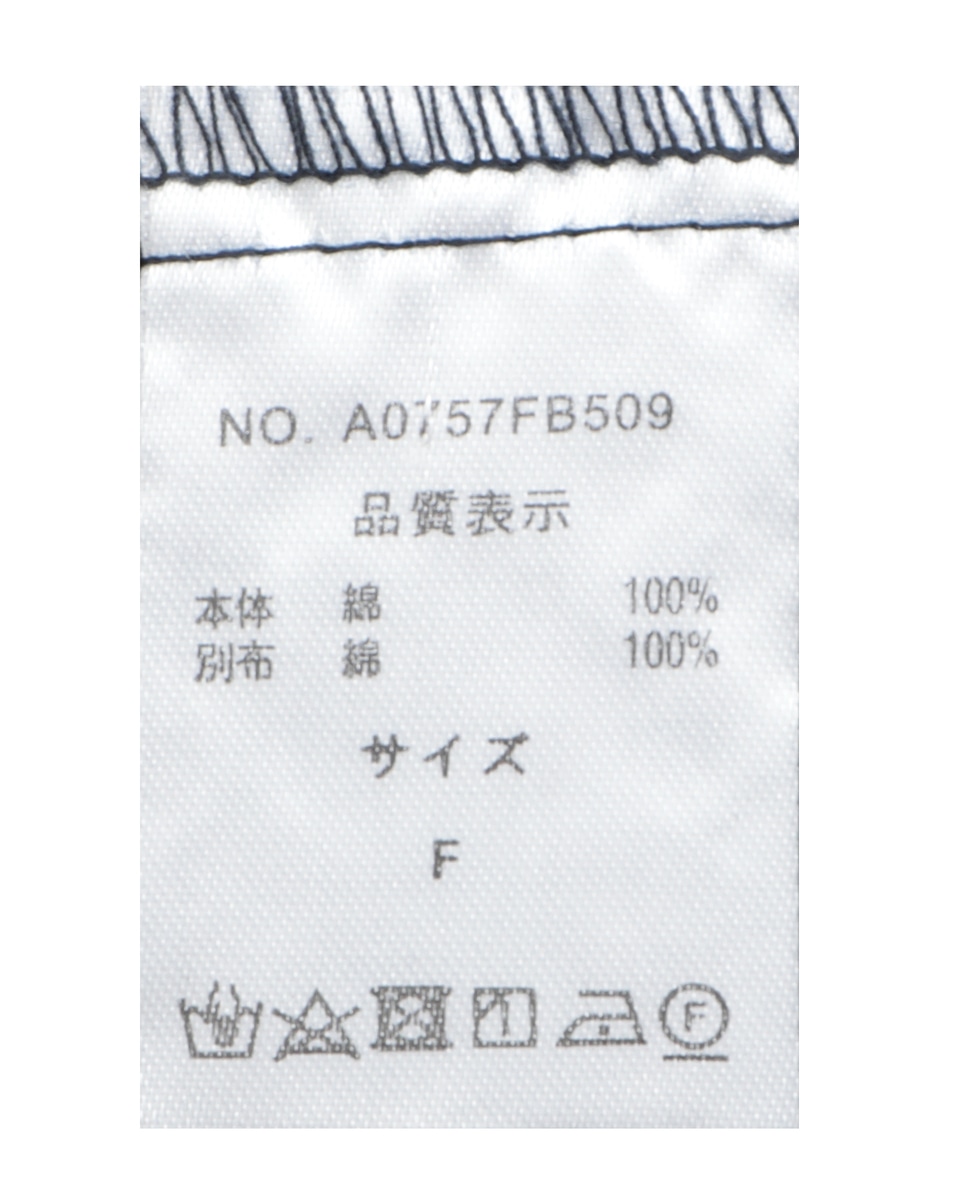 NO. A0757FB509
品質表示
本体 綿 100%
別布 綿 100%
サイズ
F
F